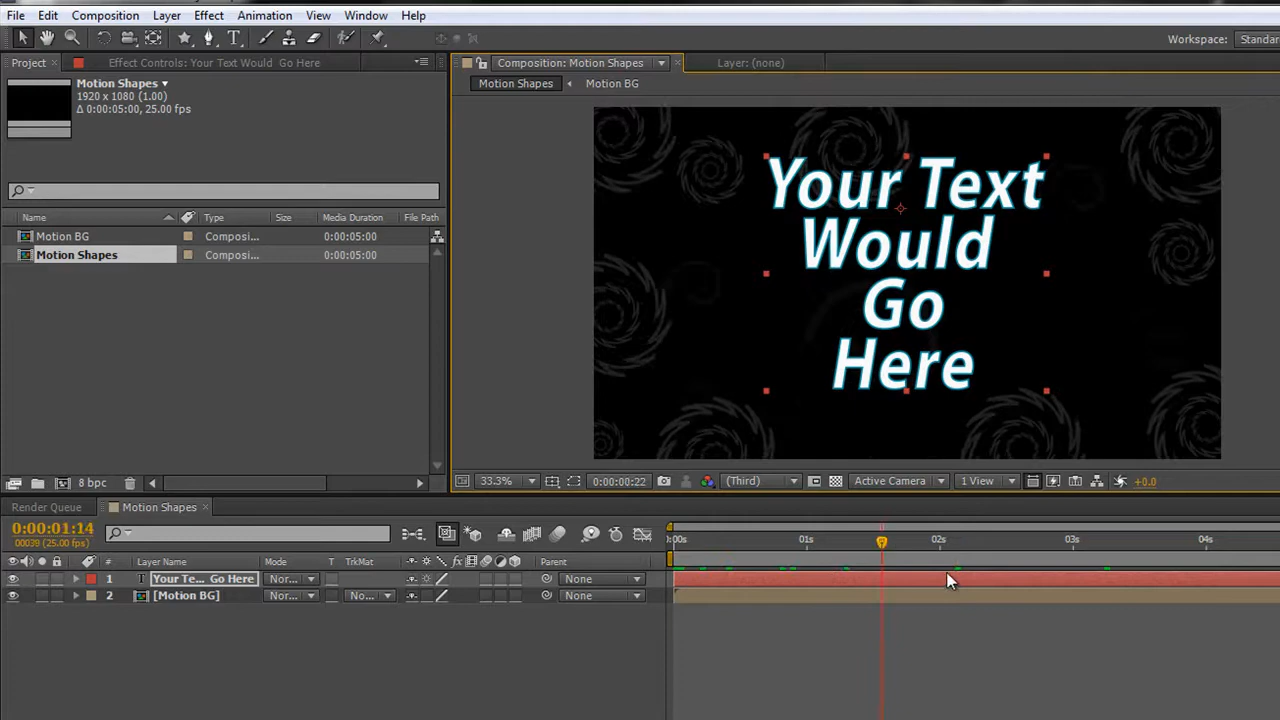 File Edit Composition Layer Effect Animation View Window Help
Workspace: Standar
Project Effect Controls: Your Text Would Go Here
Composition: Motion Shapes Layer: (none)
Motion Shapes
1920 x 1080 (1.00)
Δ 0:00:05:00, 25.00 fps
Motion Shapes Motion BG
Your Text
Would
Go
Here
Name Type Size Media Duration File Path
Motion BG Composi... 0:00:05:00
Motion Shapes Composi... 0:00:05:00
8 bpc
33.3% 0:00:00:22 (Third) Active Camera 1 View +0.0
Render Queue Motion Shapes
0:00:01:14
00039 (25.00 fps)
:00s 01s 02s 03s 04s
# Layer Name Mode T TrkMat fx Parent
1 T Your Te... Go Here Nor... None
2 [Motion BG] Nor... No... None